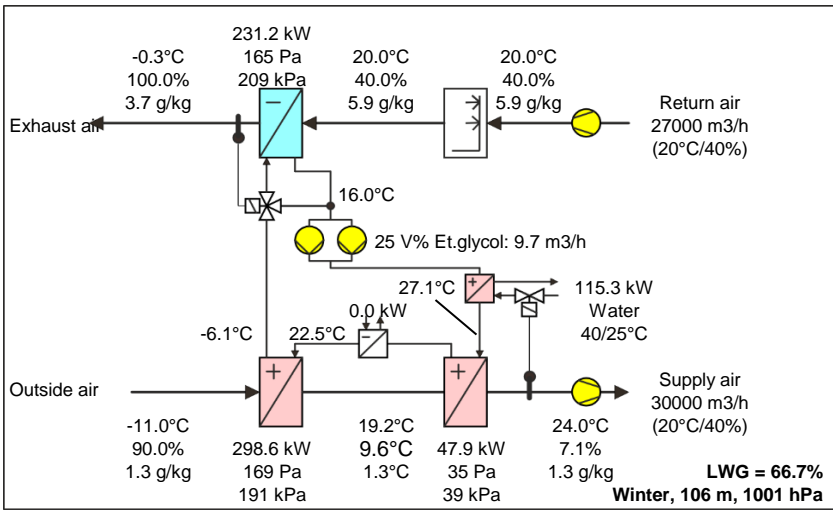 231.2 kW
165 Pa
209 kPa
-0.3°C
100.0%
3.7 g/kg
20.0°C
40.0%
5.9 g/kg
20.0°C
40.0%
5.9 g/kg
Exhaust air
Return air
27000 m3/h
(20°C/40%)
16.0°C
25 V% Et.glycol: 9.7 m3/h
27.1°C
115.3 kW
Water
40/25°C
0.0 kW
-6.1°C
22.5°C
Outside air
Supply air
30000 m3/h
(20°C/40%)
-11.0°C
90.0%
1.3 g/kg
298.6 kW
169 Pa
191 kPa
19.2°C
9.6°C
1.3°C
47.9 kW
35 Pa
39 kPa
24.0°C
7.1%
1.3 g/kg
LWG = 66.7%
Winter, 106 m, 1001 hPa